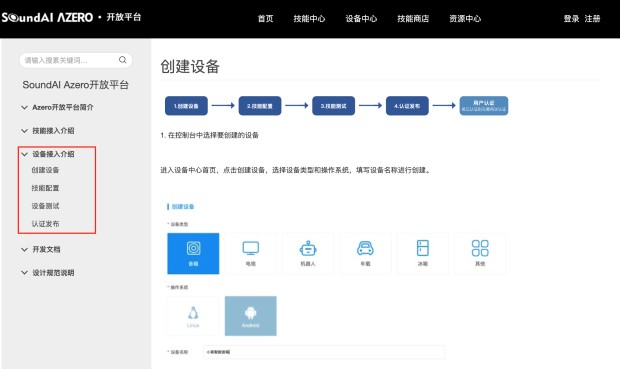 SoundAI AZERO • 开放平台
首页 技能中心 设备中心 技能商店 资源中心 登录 注册
请输入搜索关键词...
SoundAI Azero开放平台
Azero开放平台简介
技能接入介绍
设备接入介绍
创建设备
技能配置
设备测试
认证发布
开发文档
设计规范说明
创建设备
1.创建设备 2.技能配置 3.技能测试 4.认证发布 用户认证
1. 在控制台中选择要创建的设备
进入设备中心首页，点击创建设备，选择设备类型和操作系统，填写设备名称进行创建。
创建设备
* 设备类型
音箱 电视 机器人 车载 冰箱 其他
* 操作系统
Linux Android
* 设备名称